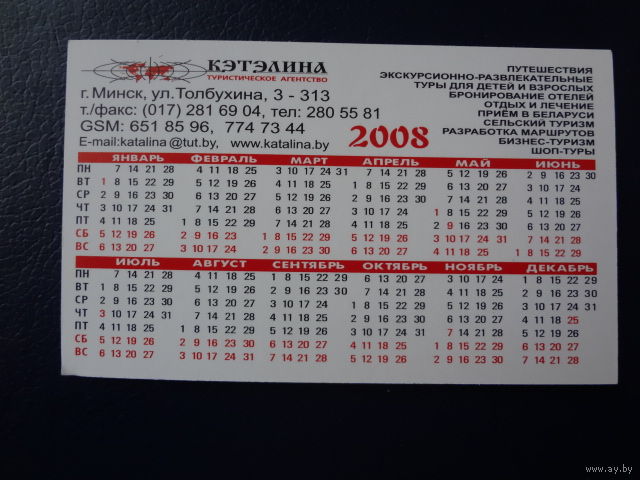 КЭТЭЛИНА
ТУРИСТИЧЕСКОЕ АГЕНТСТВО
г. Минск, ул.Толбухина, 3 - 313
т./факс: (017) 281 69 04, тел: 280 55 81
GSM: 651 85 96, 774 73 44
E-mail:katalina @tut.by, www.katalina.by
ПУТЕШЕСТВИЯ
ЭКСКУРСИОННО-РАЗВЛЕКАТЕЛЬНЫЕ
ТУРЫ ДЛЯ ДЕТЕЙ И ВЗРОСЛЫХ
БРОНИРОВАНИЕ ОТЕЛЕЙ
ОТДЫХ И ЛЕЧЕНИЕ
ПРИЁМ В БЕЛАРУСИ
СЕЛЬСКИЙ ТУРИЗМ
РАЗРАБОТКА МАРШРУТОВ
БИЗНЕС-ТУРИЗМ
ШОП-ТУРЫ
2008
ЯНВАРЬ ФЕВРАЛЬ МАРТ АПРЕЛЬ МАЙ ИЮНЬ
ПН 7 14 21 28 4 11 18 25 3 10 17 24 31 7 14 21 28 5 12 19 26 2 9 16 23 30
ВТ 1 8 15 22 29 5 12 19 26 4 11 18 25 1 8 15 22 29 6 13 20 27 3 10 17 24
СР 2 9 16 23 30 6 13 20 27 5 12 19 26 2 9 16 23 30 7 14 21 28 4 11 18 25
ЧТ 3 10 17 24 31 7 14 21 28 6 13 20 27 3 10 17 24 1 8 15 22 29 5 12 19 26
ПТ 4 11 18 25 1 8 15 22 29 7 14 21 28 4 11 18 25 2 9 16 23 30 6 13 20 27
СБ 5 12 19 26 2 9 16 23 1 8 15 22 29 5 12 19 26 3 10 17 24 31 7 14 21 28
ВС 6 13 20 27 3 10 17 24 2 9 16 23 30 6 13 20 27 4 11 18 25 1 8 15 22 29
ИЮЛЬ АВГУСТ СЕНТЯБРЬ ОКТЯБРЬ НОЯБРЬ ДЕКАБРЬ
ПН 7 14 21 28 4 11 18 25 1 8 15 22 29 6 13 20 27 3 10 17 24 1 8 15 22 29
ВТ 1 8 15 22 29 5 12 19 26 2 9 16 23 30 7 14 21 28 4 11 18 25 2 9 16 23 30
СР 2 9 16 23 30 6 13 20 27 3 10 17 24 1 8 15 22 29 5 12 19 26 3 10 17 24 31
ЧТ 3 10 17 24 31 7 14 21 28 4 11 18 25 2 9 16 23 30 6 13 20 27 4 11 18 25
ПТ 4 11 18 25 1 8 15 22 29 5 12 19 26 3 10 17 24 31 7 14 21 28 5 12 19 26
СБ 5 12 19 26 2 9 16 23 30 6 13 20 27 4 11 18 25 1 8 15 22 29 6 13 20 27
ВС 6 13 20 27 3 10 17 24 31 7 14 21 28 5 12 19 26 2 9 16 23 30 7 14 21 28
www.ay.by